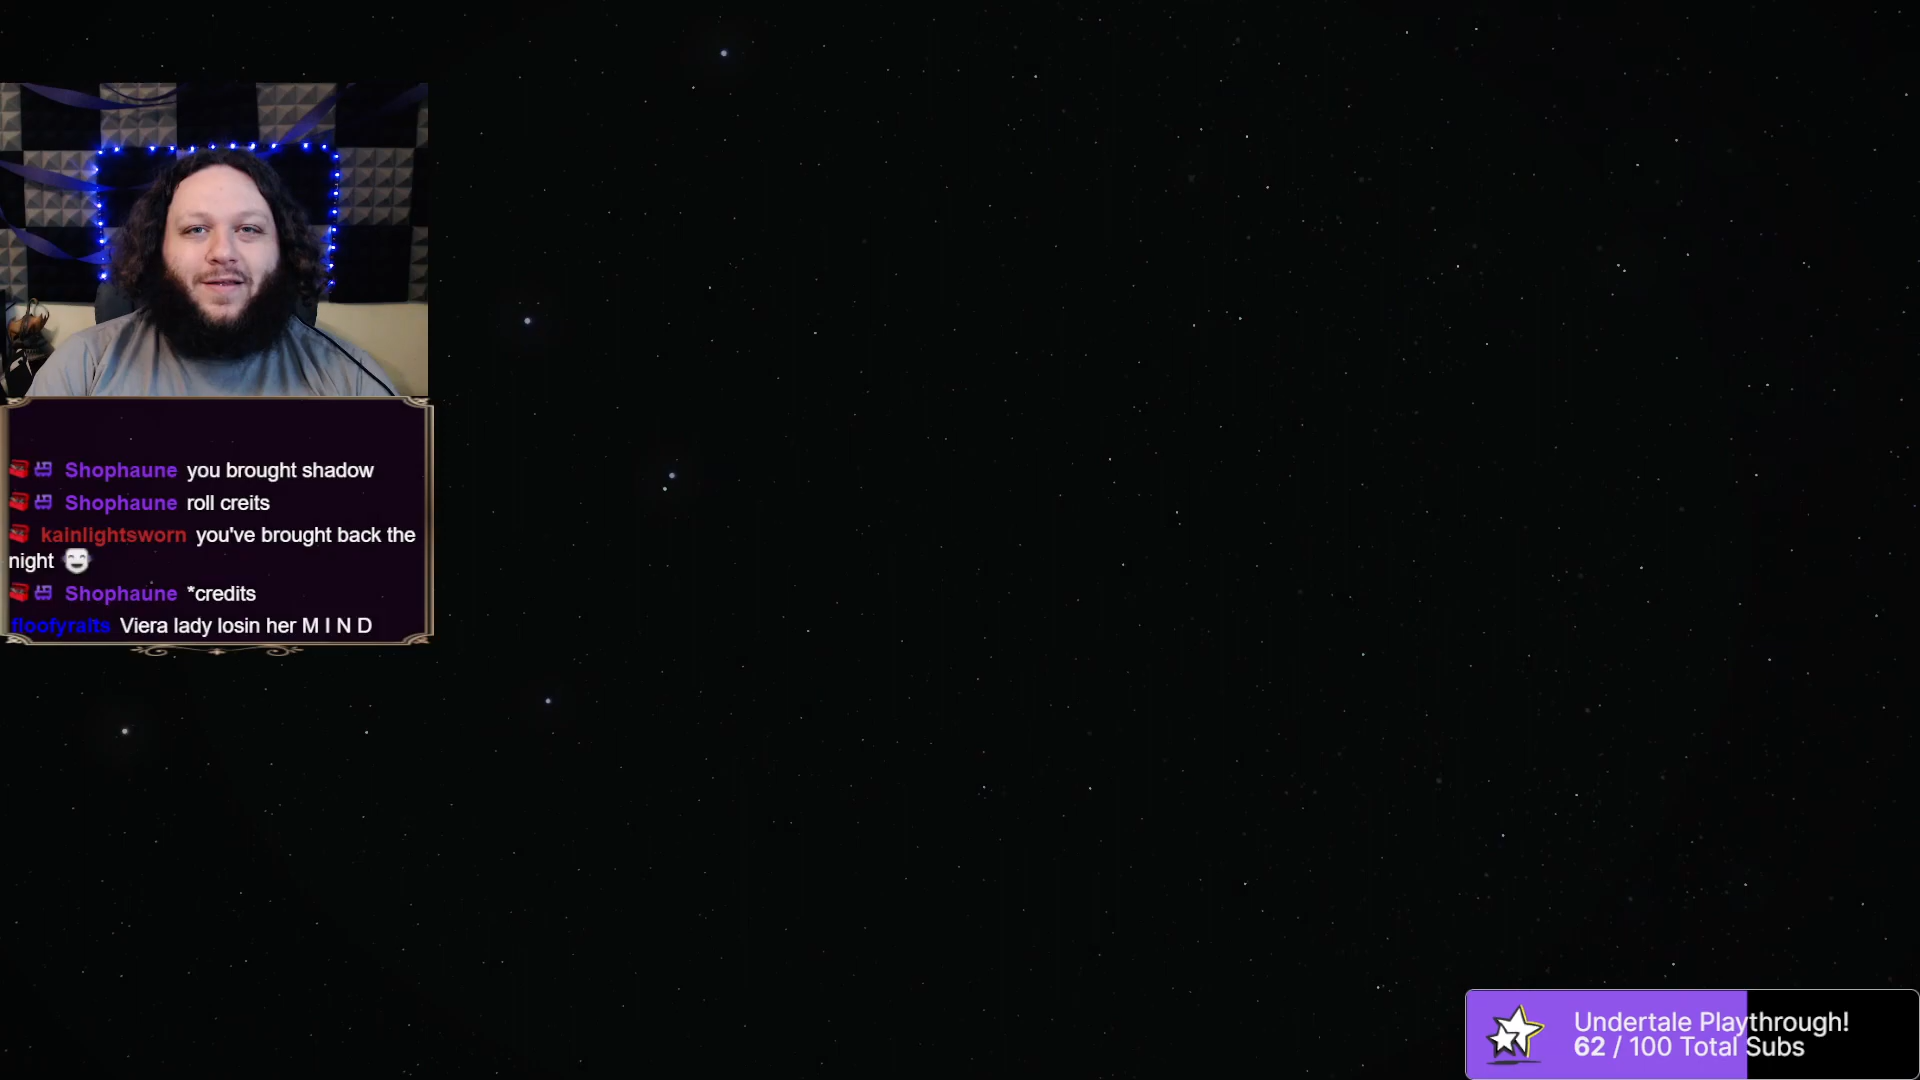 Shophaune you brought shadow
Shophaune roll creits
kainlightsworn you've brought back the
night
Shophaune *credits
floofyraits Viera lady losin her M I N D
Undertale Playthrough!
62 / 100 Total Subs